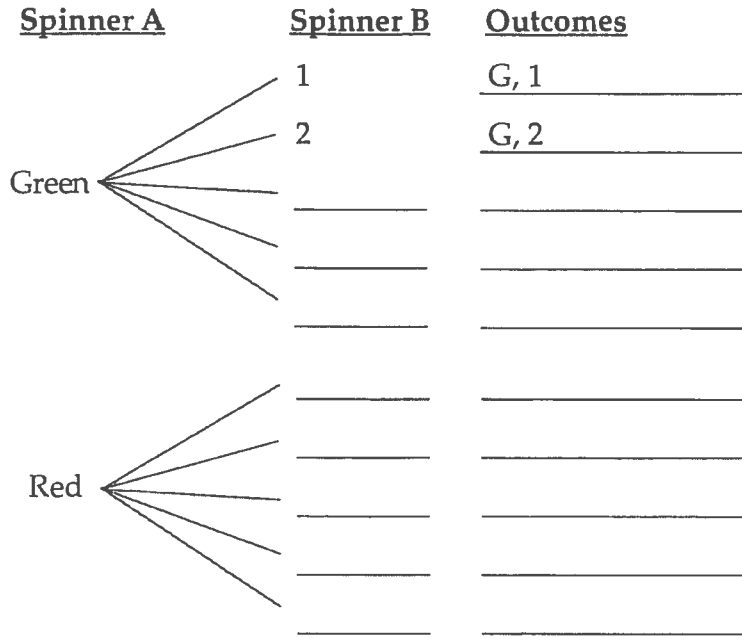 Spinner A Spinner B Outcomes
1 G, 1
2 G, 2
Green
Red